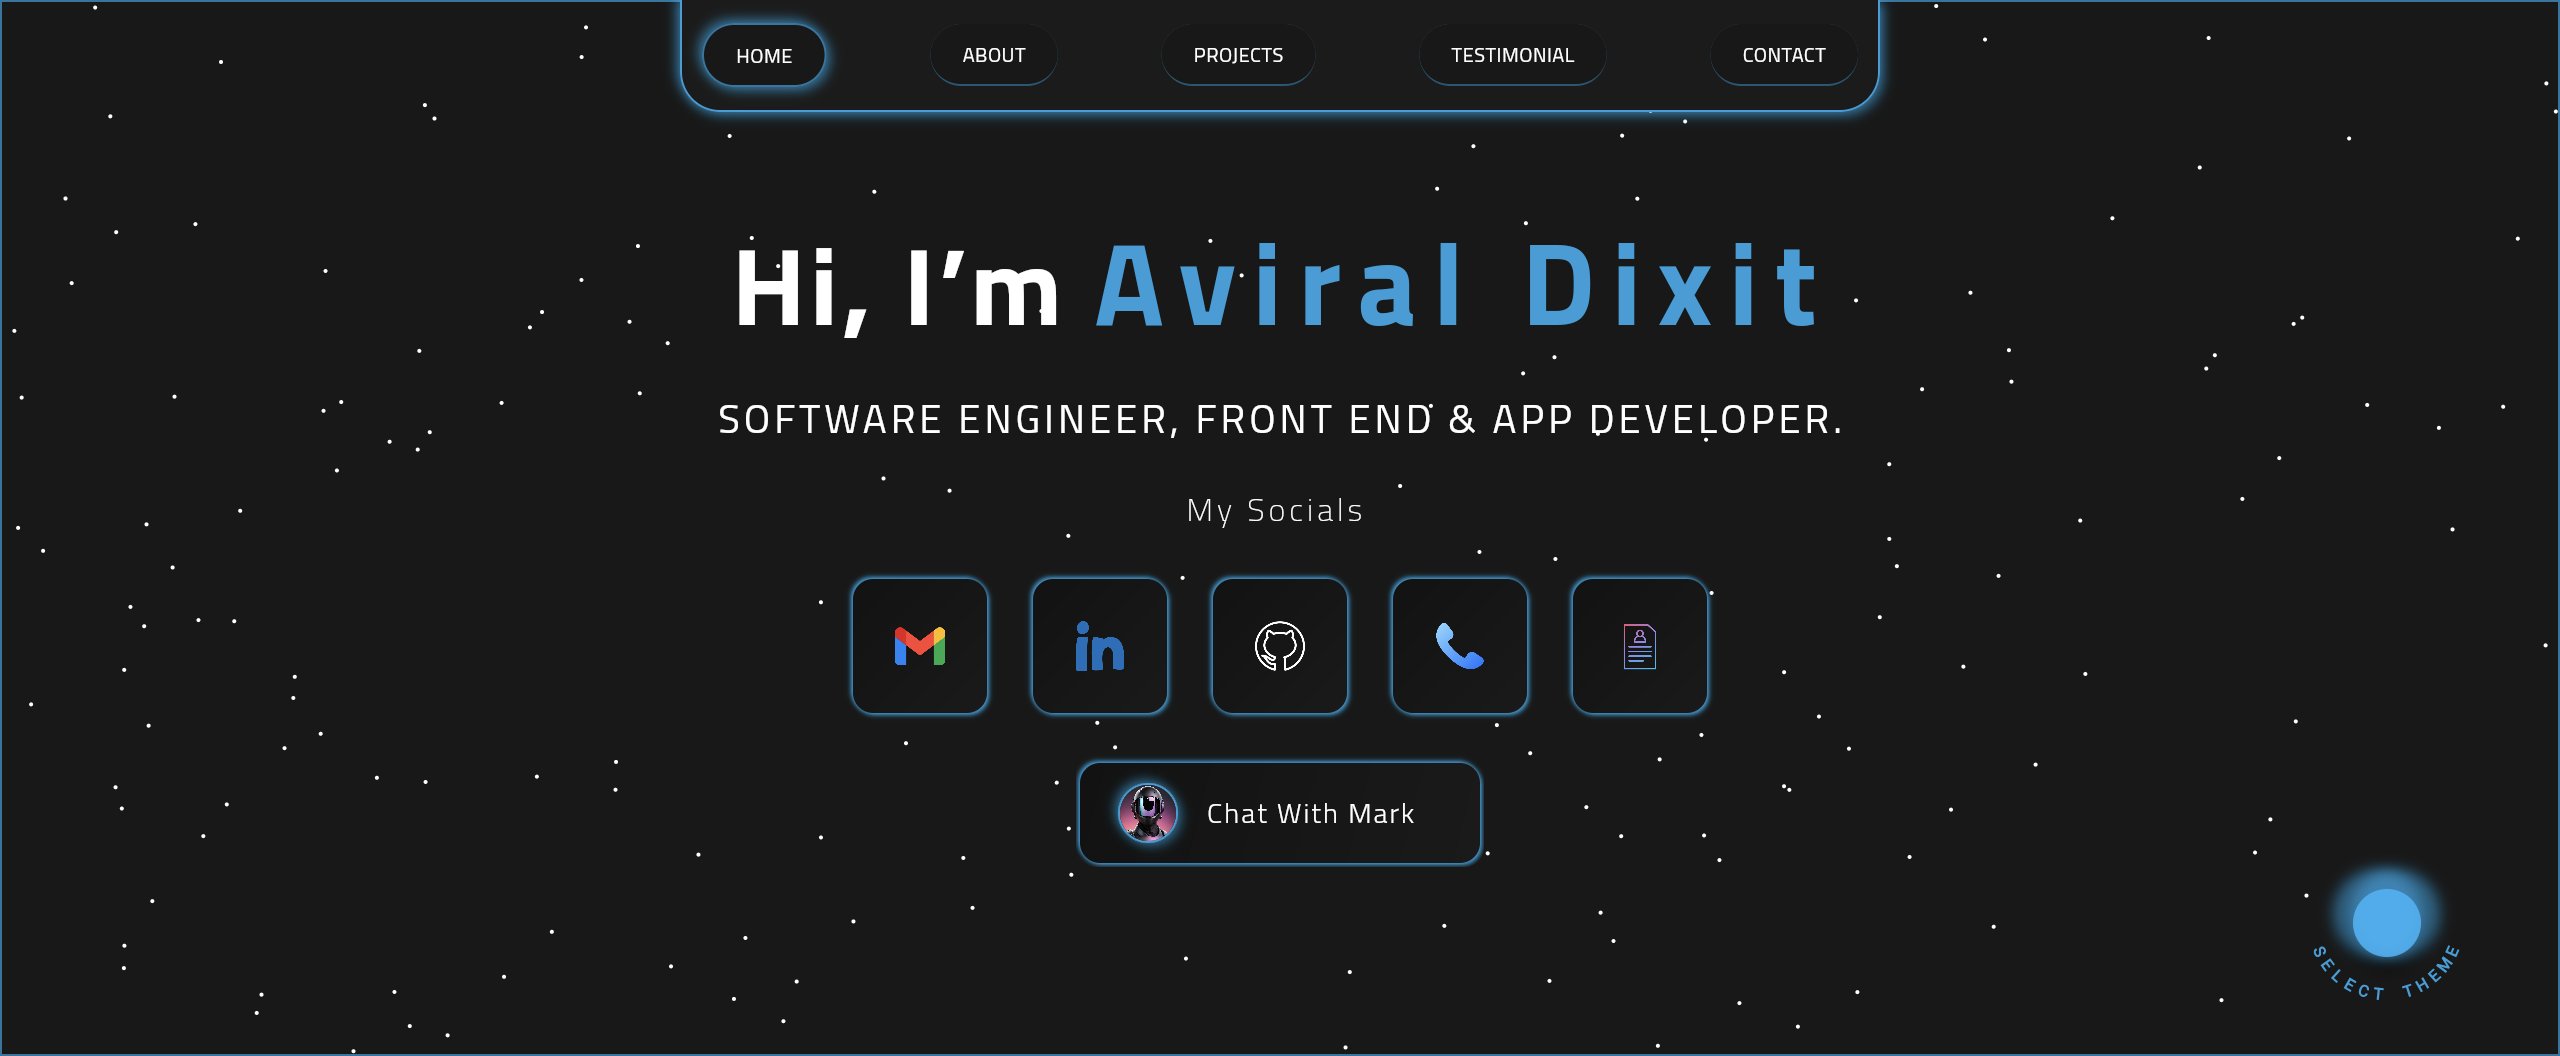 HOME ABOUT PROJECTS TESTIMONIAL CONTACT
Hi, I’m Aviral Dixit
SOFTWARE ENGINEER, FRONT END & APP DEVELOPER.
My Socials
in
Chat With Mark
SELECT THEME